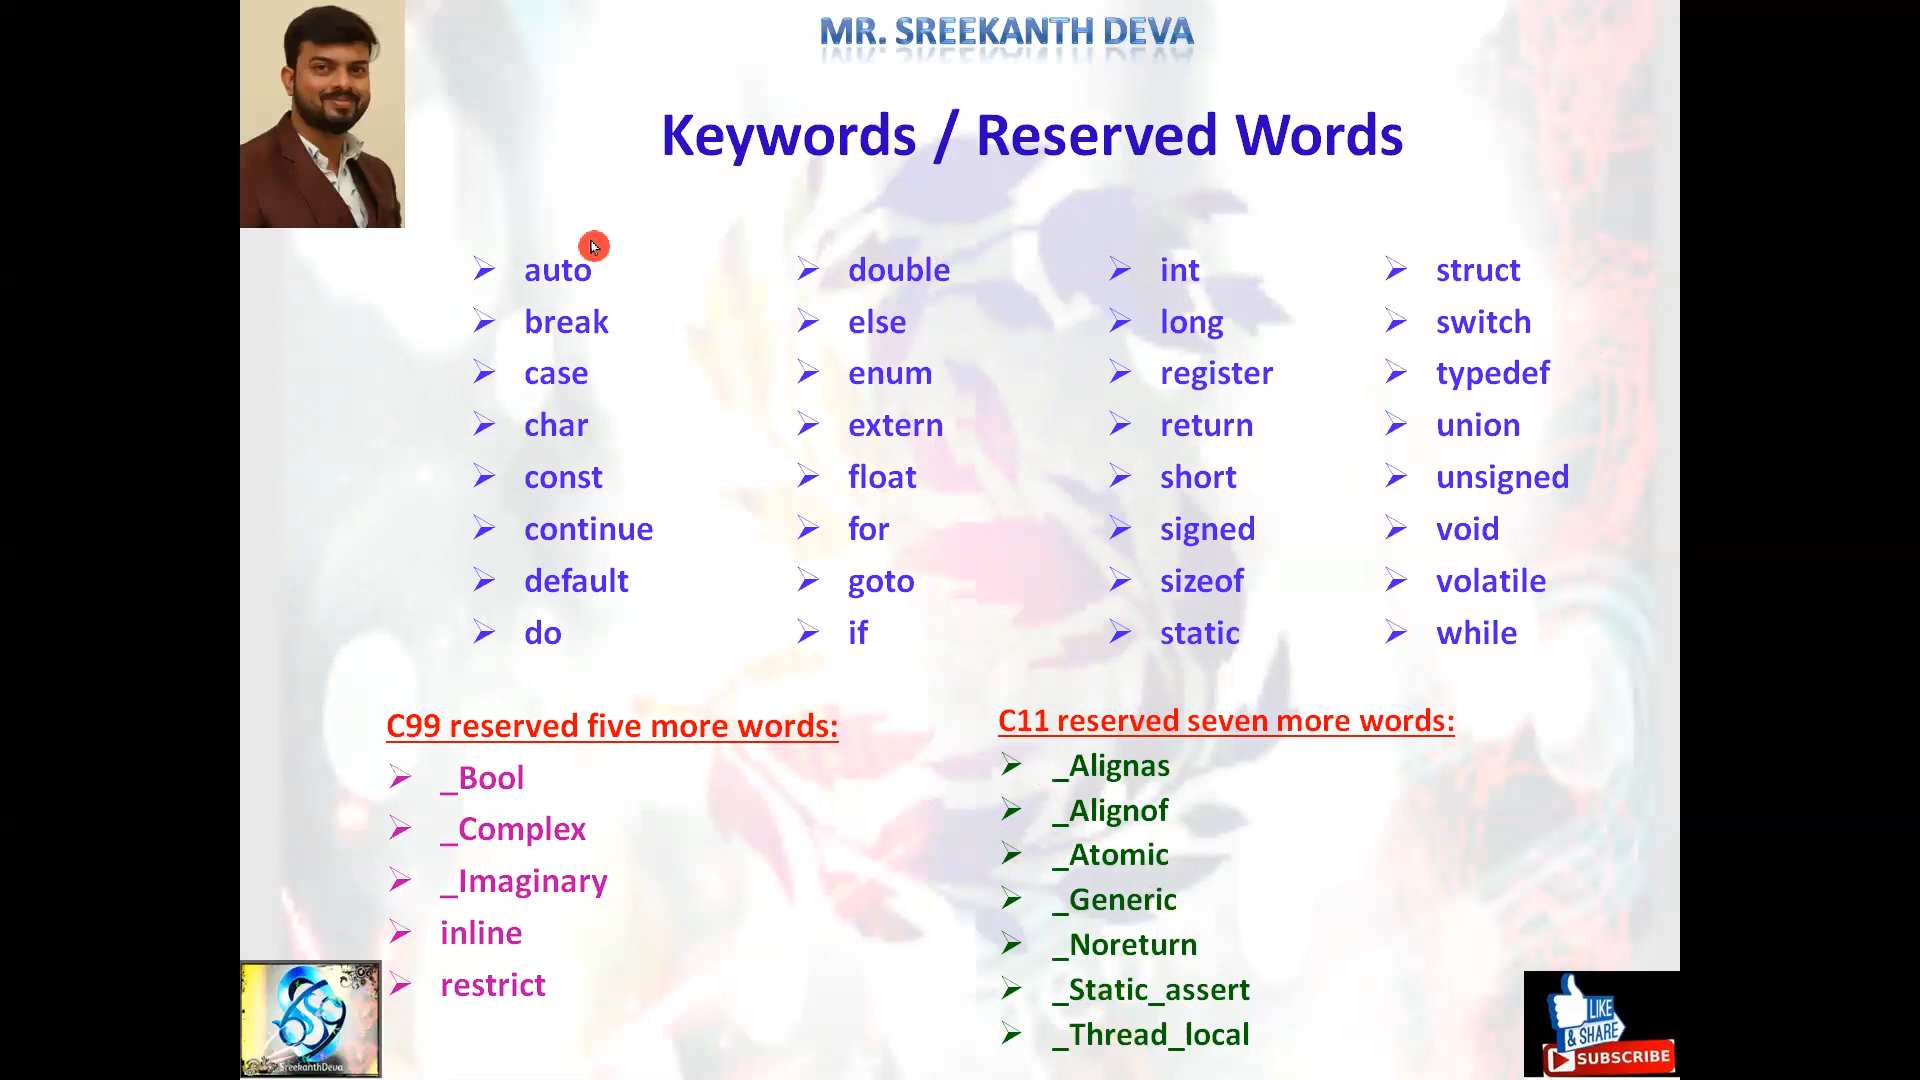 MR. SREEKANTH DEVA
Keywords / Reserved Words
auto double int struct
break else long switch
case enum register typedef
char extern return union
const float short unsigned
continue for signed void
default goto sizeof volatile
do if static while
C99 reserved five more words:
_Bool
_Complex
_Imaginary
inline
restrict
C11 reserved seven more words:
_Alignas
_Alignof
_Atomic
_Generic
_Noreturn
_Static_assert
_Thread_local
SreekanthDeva
LIKE
& SHARE
SUBSCRIBE